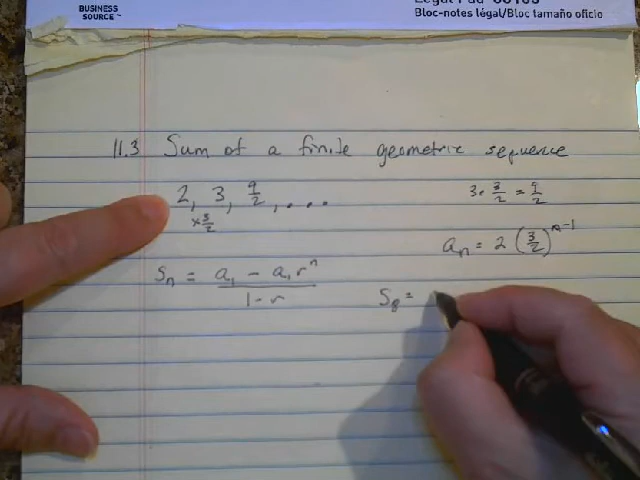 BUSINESS
SOURCE
Bloc-notes légal/Bloc tamaño oficio
11.3 Sum of a finite geometric sequence
2, 3, 9/2, . . .
×3/2
3 · 3/2 = 9/2
aₙ = 2 (3/2)ⁿ⁻¹
Sₙ = a₁ - a₁rⁿ / 1-r
S₈ =